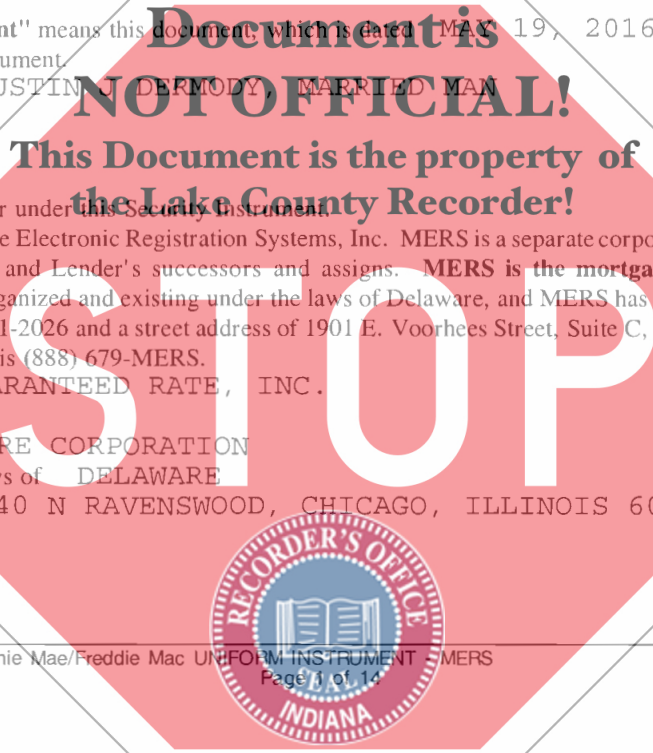 nt" means this document, which is dated MAY 19, 2016
ument.
Document is
USTIN J DERMODY, MARRIED MAN
NOT OFFICIAL!
This Document is the property of
the Lake County Recorder!
r under this Security Instrument.
e Electronic Registration Systems, Inc. MERS is a separate corpo
and Lender's successors and assigns. MERS is the mortga
ganized and existing under the laws of Delaware, and MERS has
1-2026 and a street address of 1901 E. Voorhees Street, Suite C,
is (888) 679-MERS.
STOP
ARANTEED RATE, INC.
RE CORPORATION
s of DELAWARE
40 N RAVENSWOOD, CHICAGO, ILLINOIS 60
RECORDER'S OFFICE
SEAL
INDIANA
nie Mae/Freddie Mac UNIFORM INSTRUMENT - MERS
Page 1 of 14